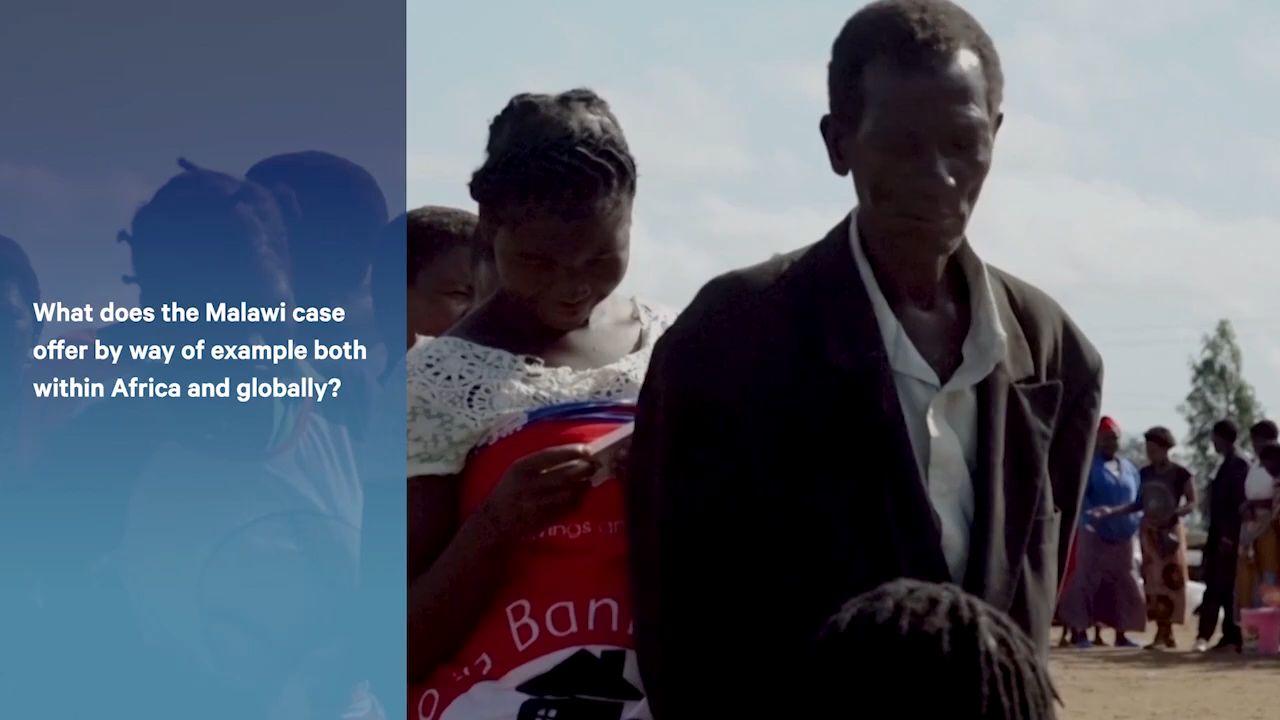 What does the Malawi case
offer by way of example both
within Africa and globally?
Ban